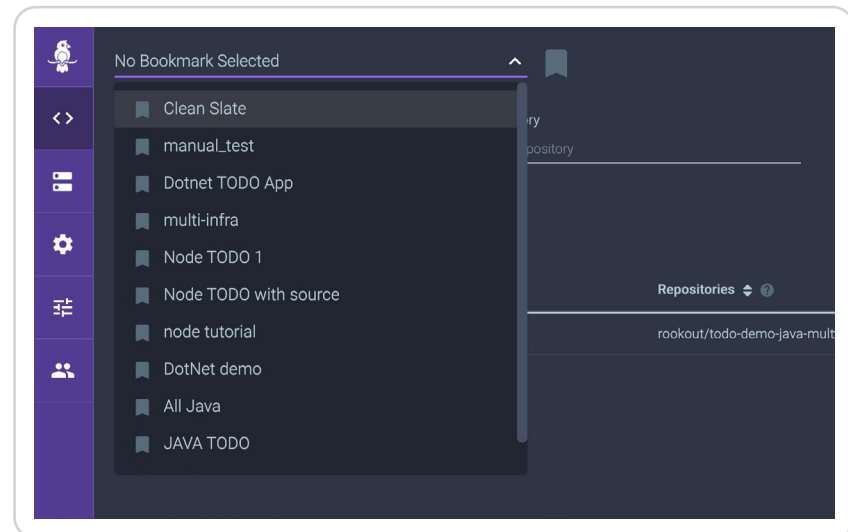 No Bookmark Selected
Clean Slate
ry
manual_test
pository
Dotnet TODO App
multi-infra
Node TODO 1
Node TODO with source
Repositories
node tutorial
rookout/todo-demo-java-mult
DotNet demo
All Java
JAVA TODO